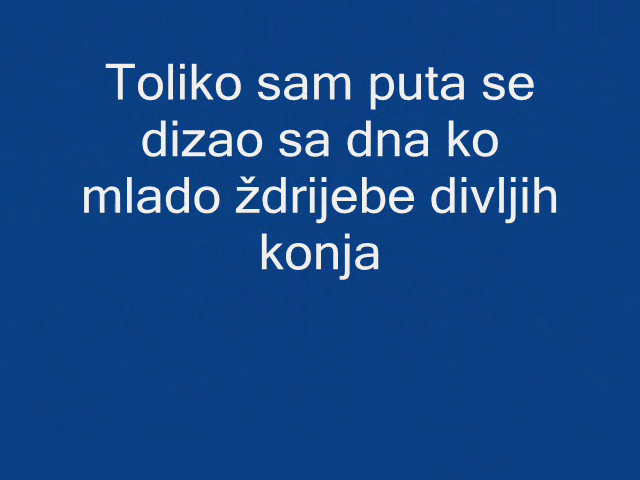 Toliko sam puta se
dizao sa dna ko
mlado ždrijebe divljih
konja